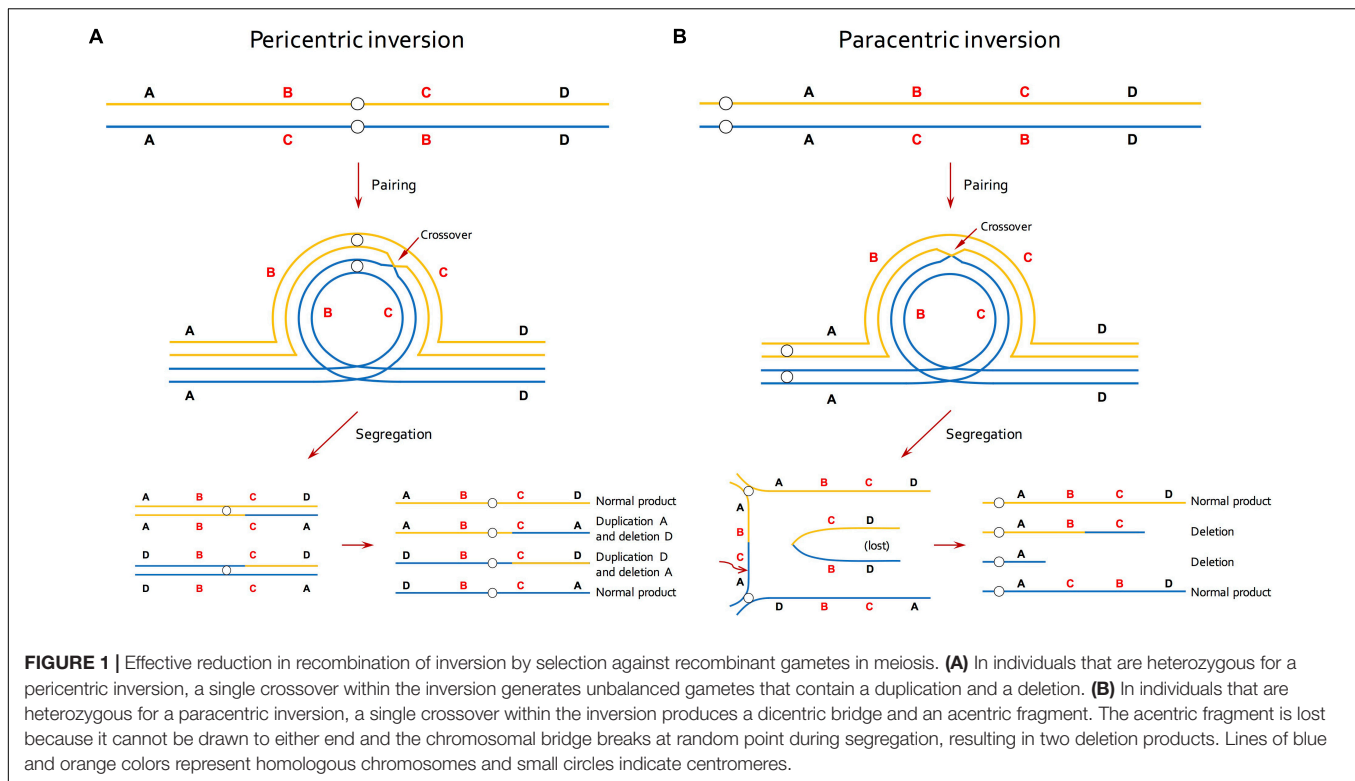 A
Pericentric inversion
A B C D
A C B D
Pairing
Crossover
B C
B C
A D
A D
Segregation
A B C D
A B C A
D B C D
D B C A
A B C D Normal product
A B C A Duplication A
and deletion D
D B C D Duplication D
and deletion A
D B C A Normal product
B
Paracentric inversion
A B C D
A C B D
Pairing
Crossover
B C
B C
A D
A D
Segregation
A B C D
A
B
C
A
C D
(lost)
B D
D B C A
A B C D Normal product
A B C Deletion
A Deletion
A C B D Normal product
FIGURE 1 | Effective reduction in recombination of inversion by selection against recombinant gametes in meiosis. (A) In individuals that are heterozygous for a
pericentric inversion, a single crossover within the inversion generates unbalanced gametes that contain a duplication and a deletion. (B) In individuals that are
heterozygous for a paracentric inversion, a single crossover within the inversion produces a dicentric bridge and an acentric fragment. The acentric fragment is lost
because it cannot be drawn to either end and the chromosomal bridge breaks at random point during segregation, resulting in two deletion products. Lines of blue
and orange colors represent homologous chromosomes and small circles indicate centromeres.